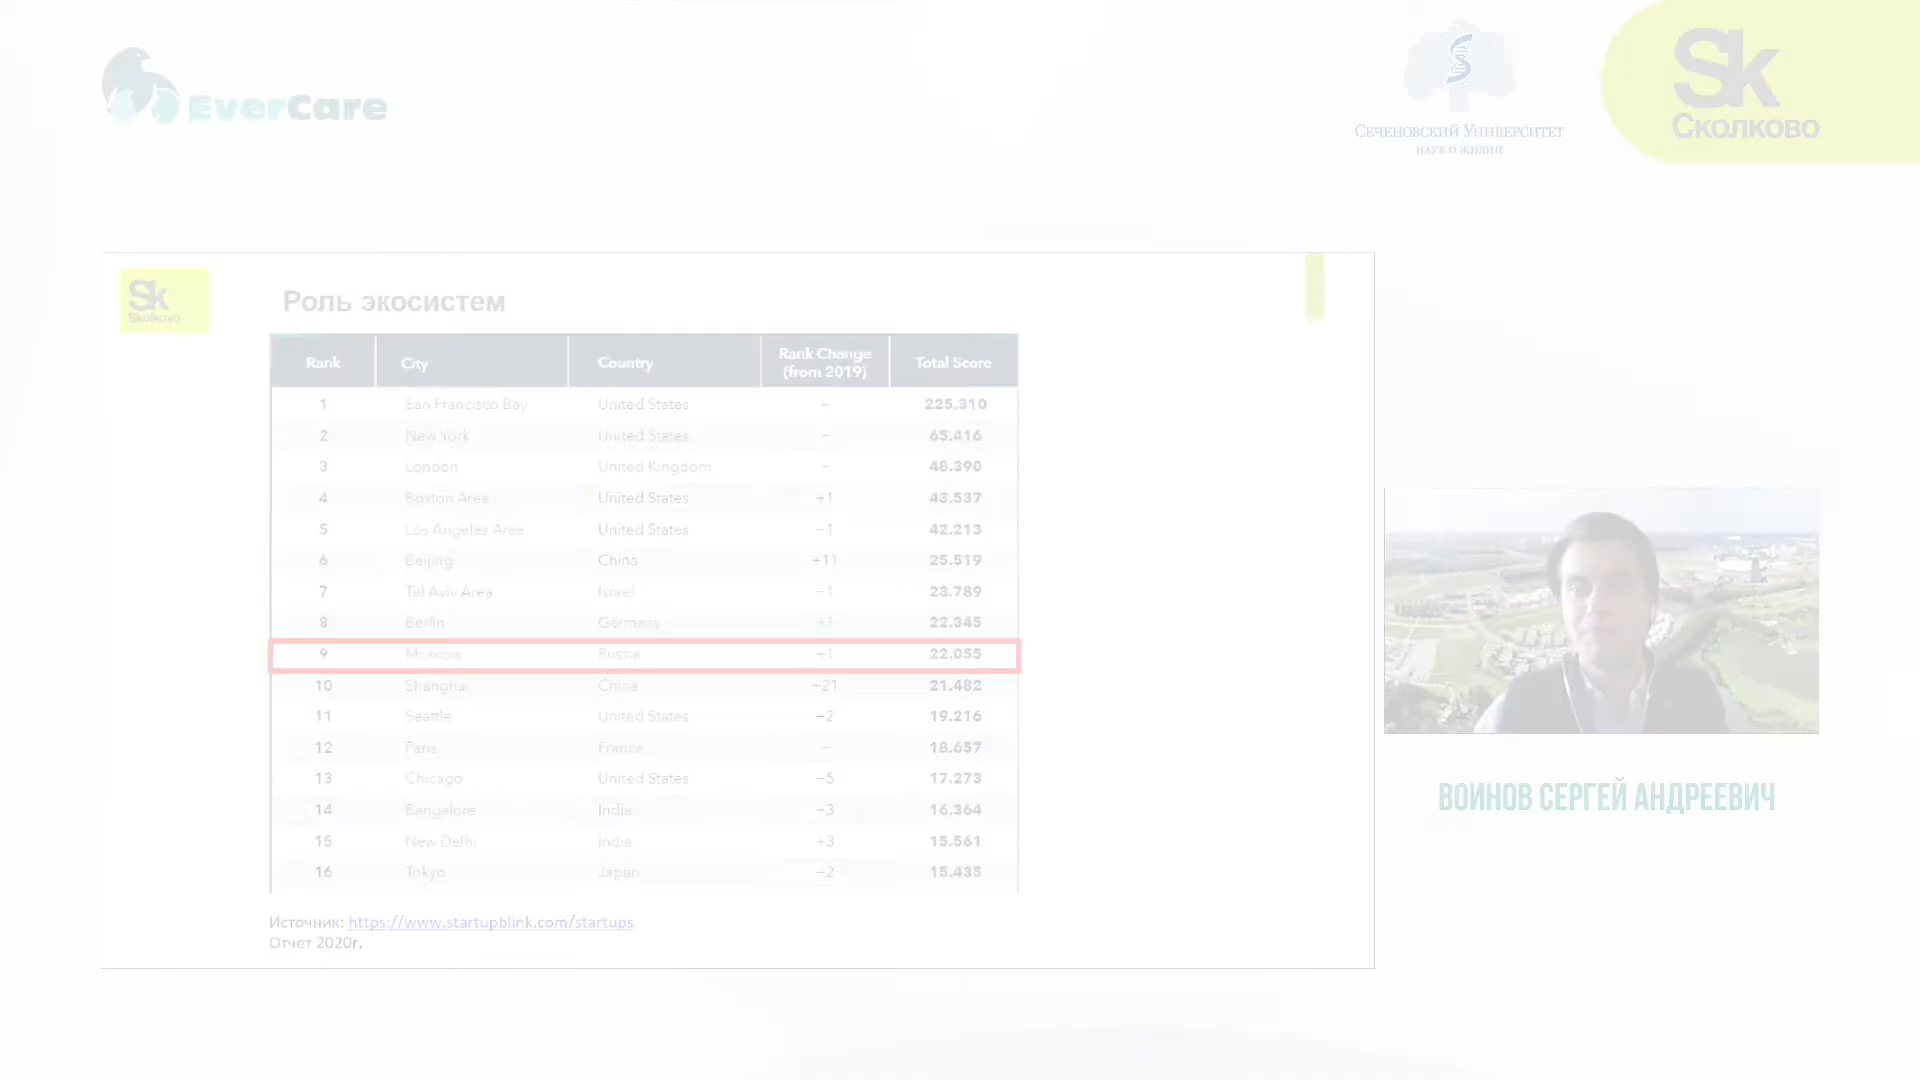 EverCare
Сеченовский Университет
наук о жизни
Sk
Сколково
Sk
Skolkovo
Роль экосистем
Rank City Country Rank Change (from 2019) Total Score
1 San Francisco Bay United States – 225.310
2 New York United States – 65.416
3 London United Kingdom – 48.390
4 Boston Area United States +1 43.537
5 Los Angeles Area United States −1 42.213
6 Beijing China +11 25.519
7 Tel Aviv Area Israel −1 23.789
8 Berlin Germany +1 22.345
9 Moscow Russia +1 22.055
10 Shanghai China −21 21.482
11 Seattle United States −2 19.216
12 Paris France – 18.657
13 Chicago United States −5 17.273
14 Bangalore India −3 16.364
15 New Delhi India +3 15.561
16 Tokyo Japan −2 15.435
Источник: https://www.startupblink.com/startups
Отчет 2020г.
ВОИНОВ СЕРГЕЙ АНДРЕЕВИЧ